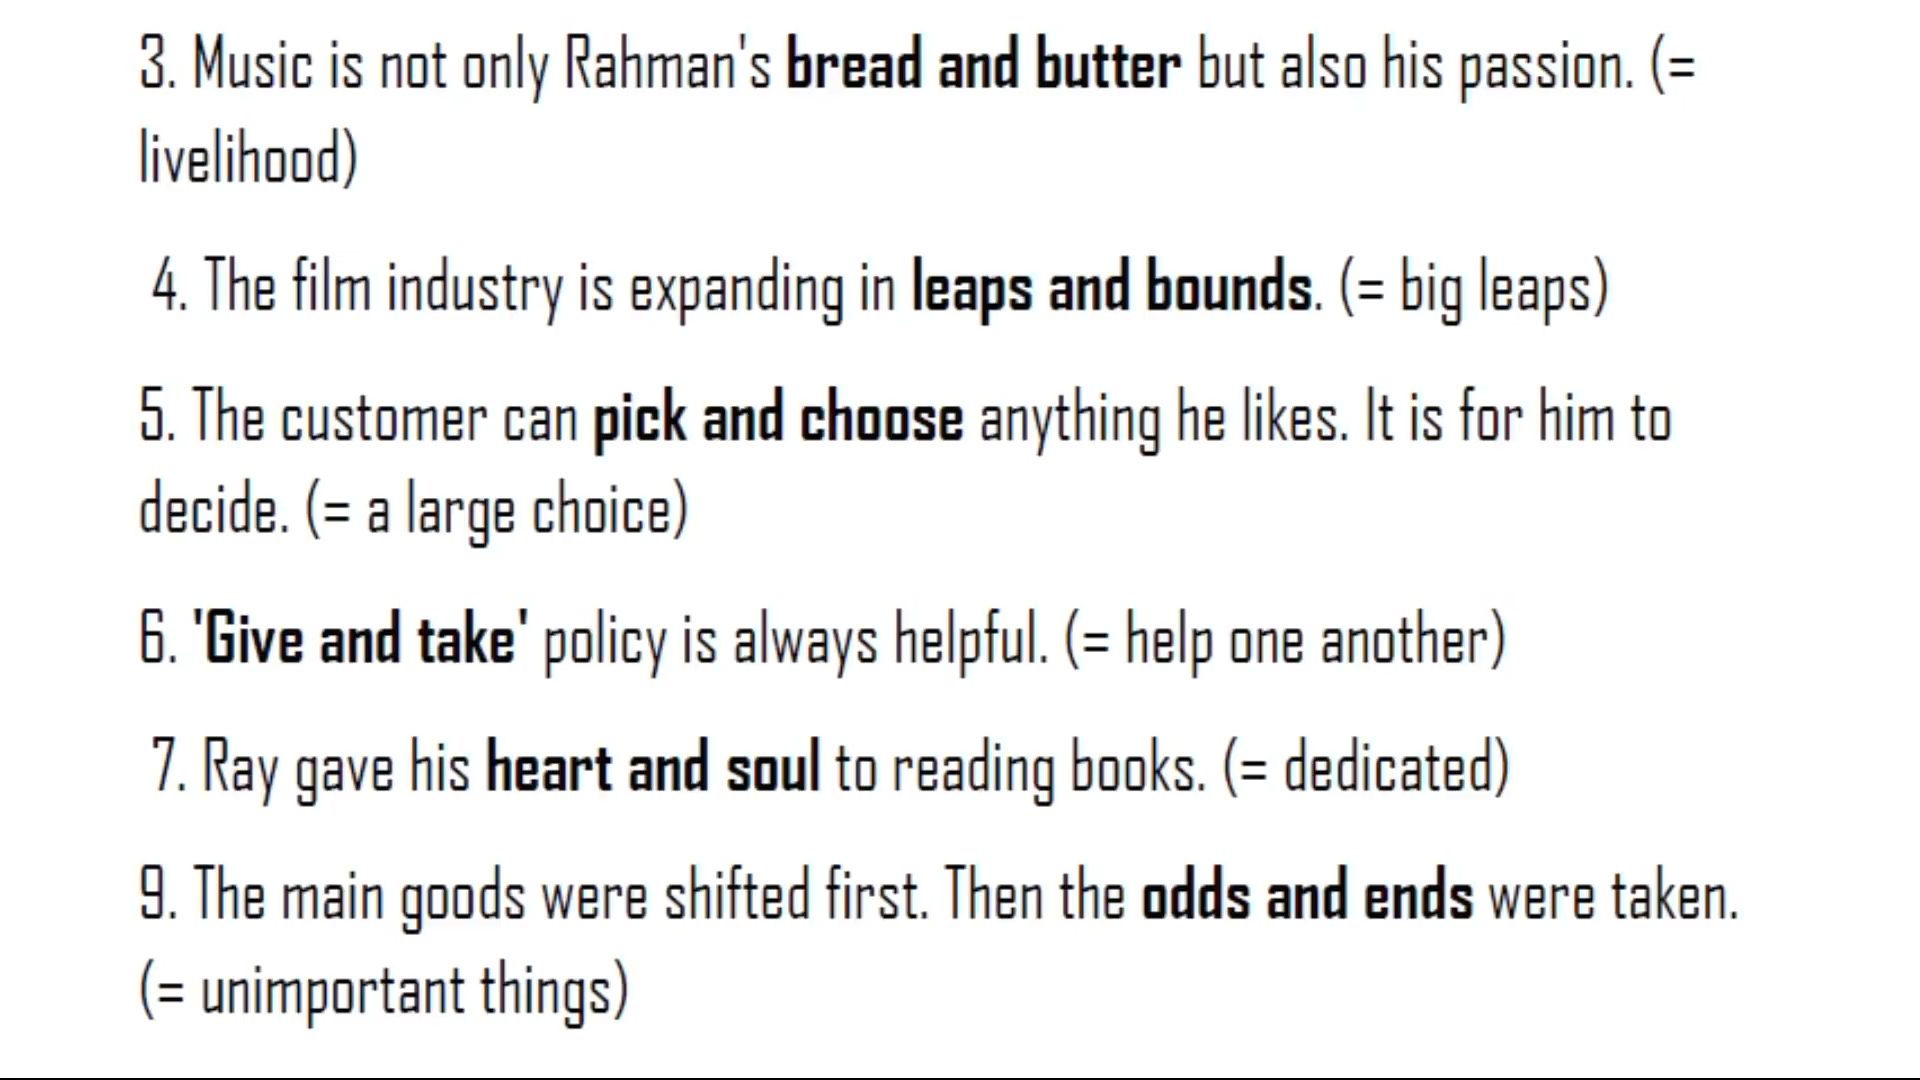 3. Music is not only Rahman's bread and butter but also his passion. (=
livelihood)
4. The film industry is expanding in leaps and bounds. (= big leaps)
5. The customer can pick and choose anything he likes. It is for him to
decide. (= a large choice)
6. 'Give and take' policy is always helpful. (= help one another)
7. Ray gave his heart and soul to reading books. (= dedicated)
9. The main goods were shifted first. Then the odds and ends were taken.
(= unimportant things)